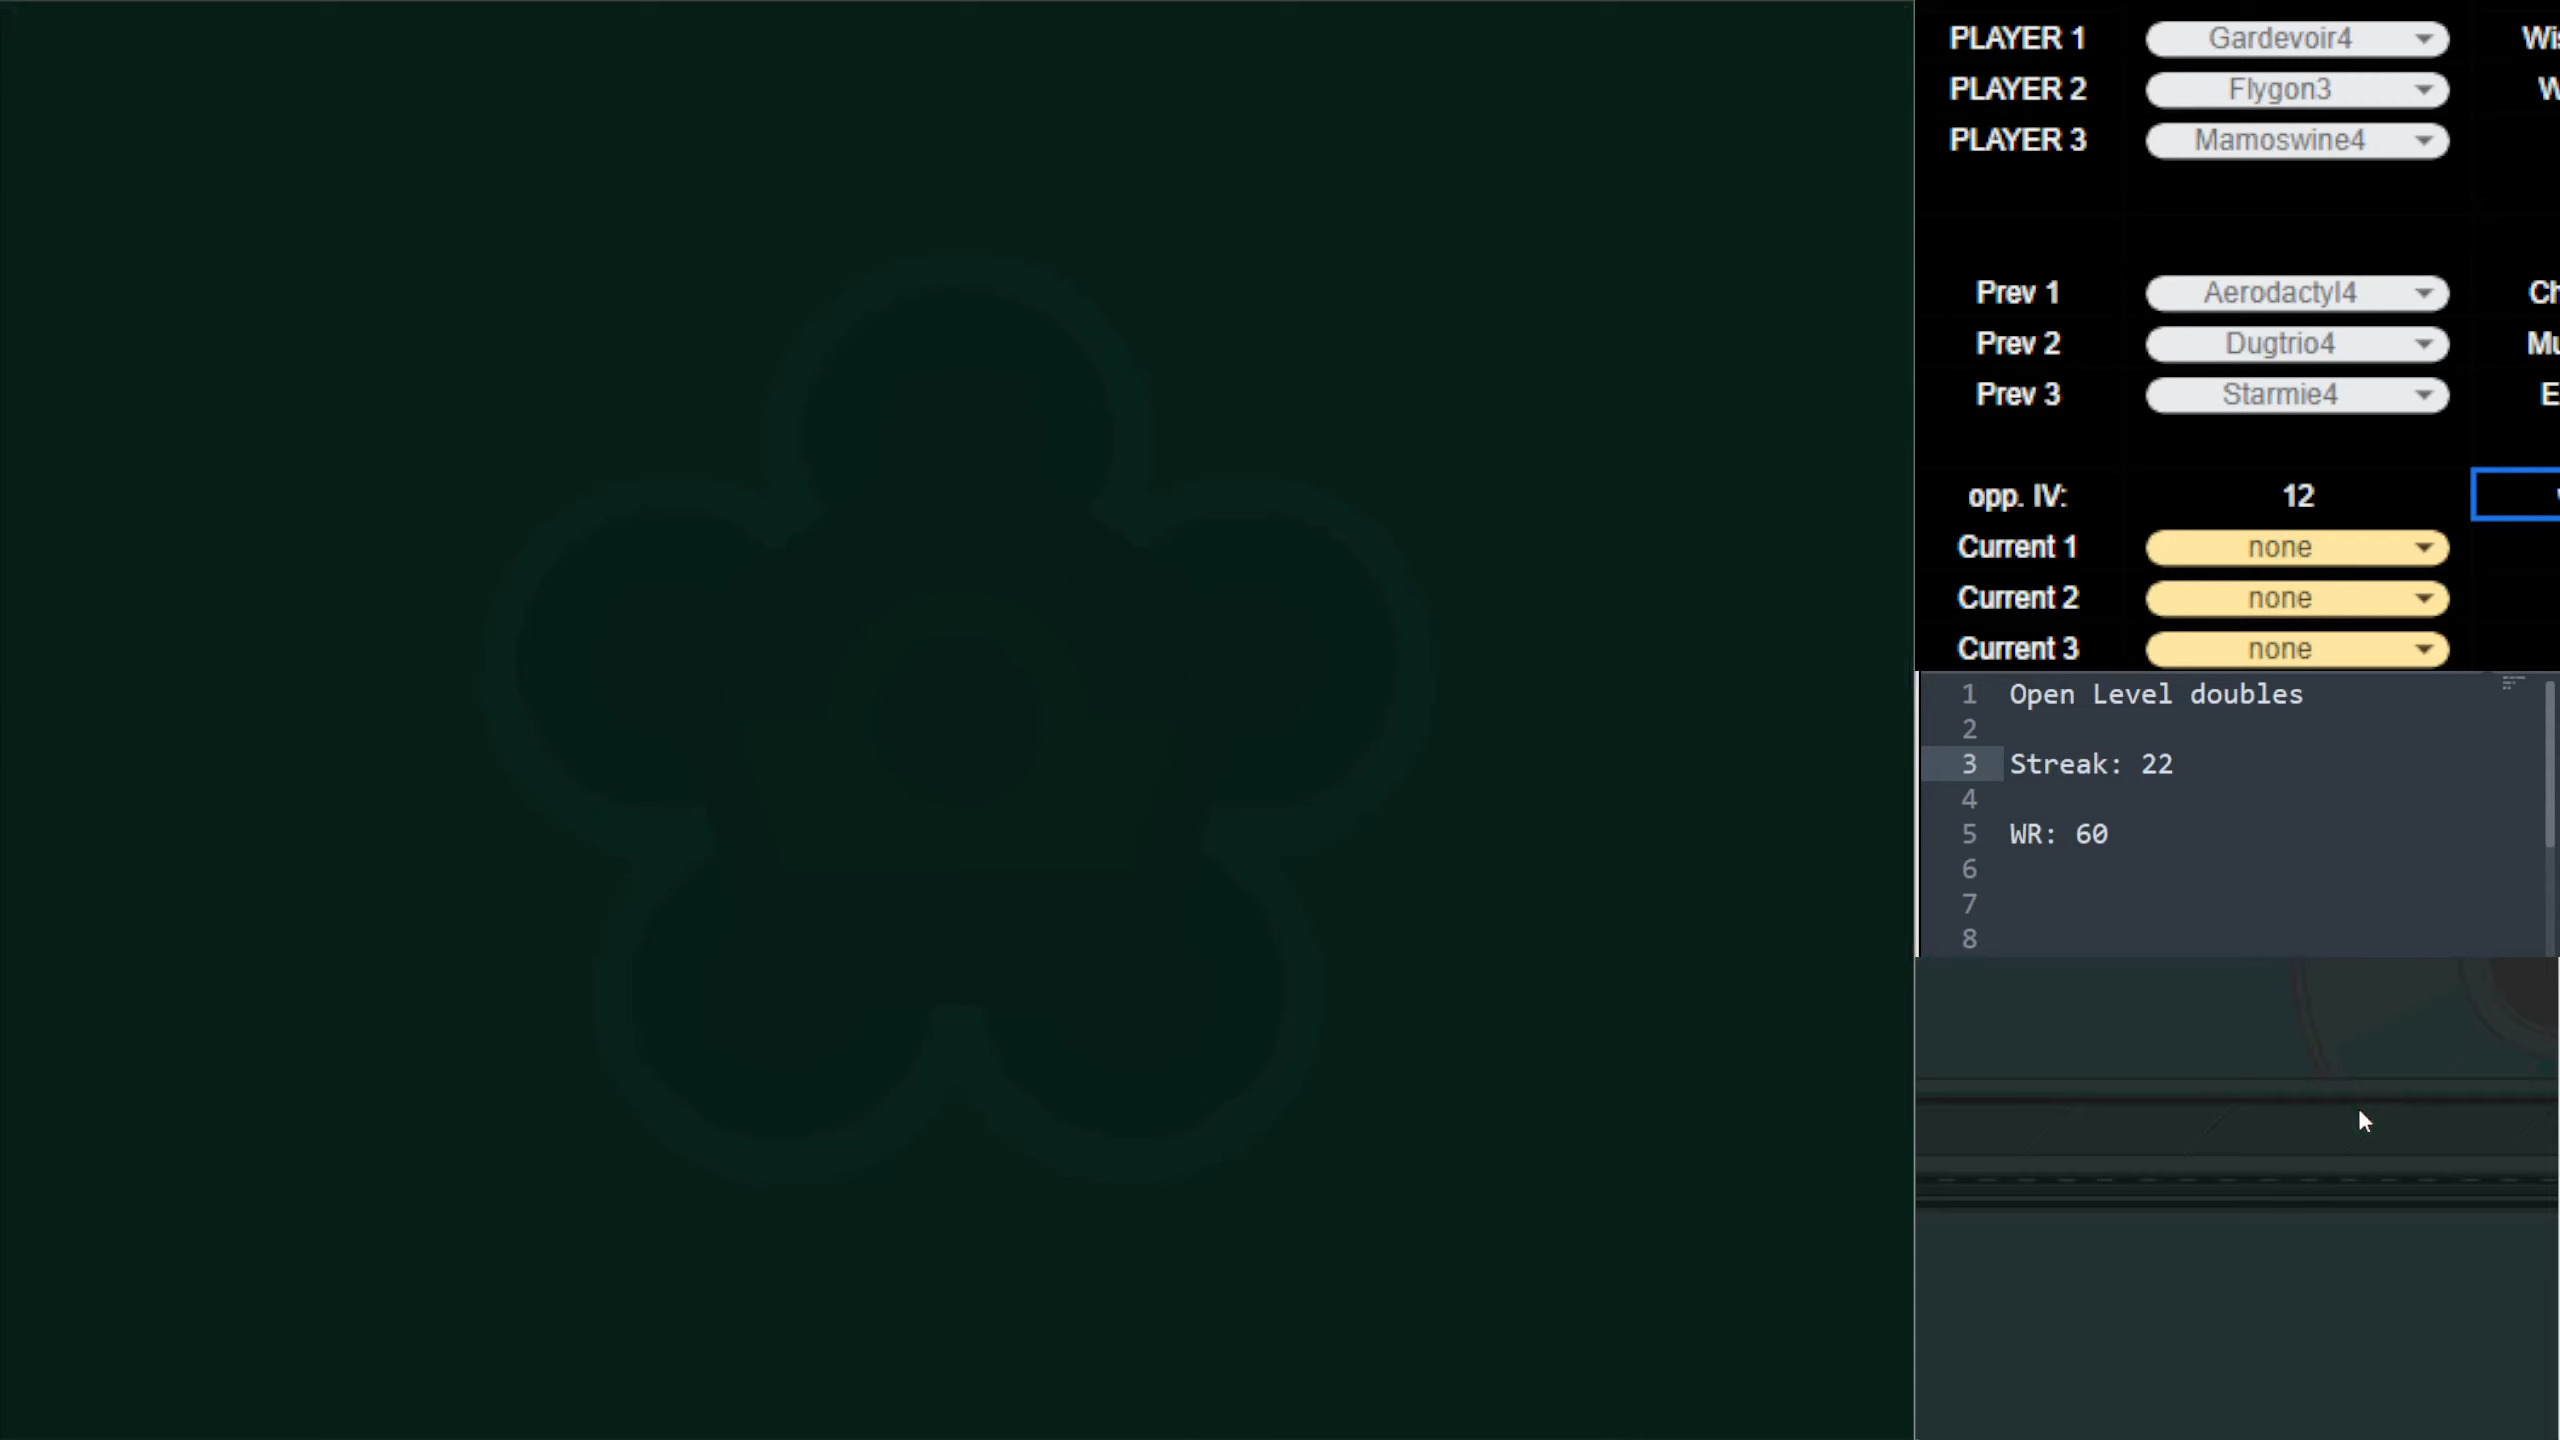 PLAYER 1 Gardevoir4
PLAYER 2 Flygon3
PLAYER 3 Mamoswine4
Prev 1 Aerodactyl4
Prev 2 Dugtrio4
Prev 3 Starmie4
opp. IV: 12
Current 1 none
Current 2 none
Current 3 none
1 Open Level doubles
2
3 Streak: 22
4
5 WR: 60
6
7
8